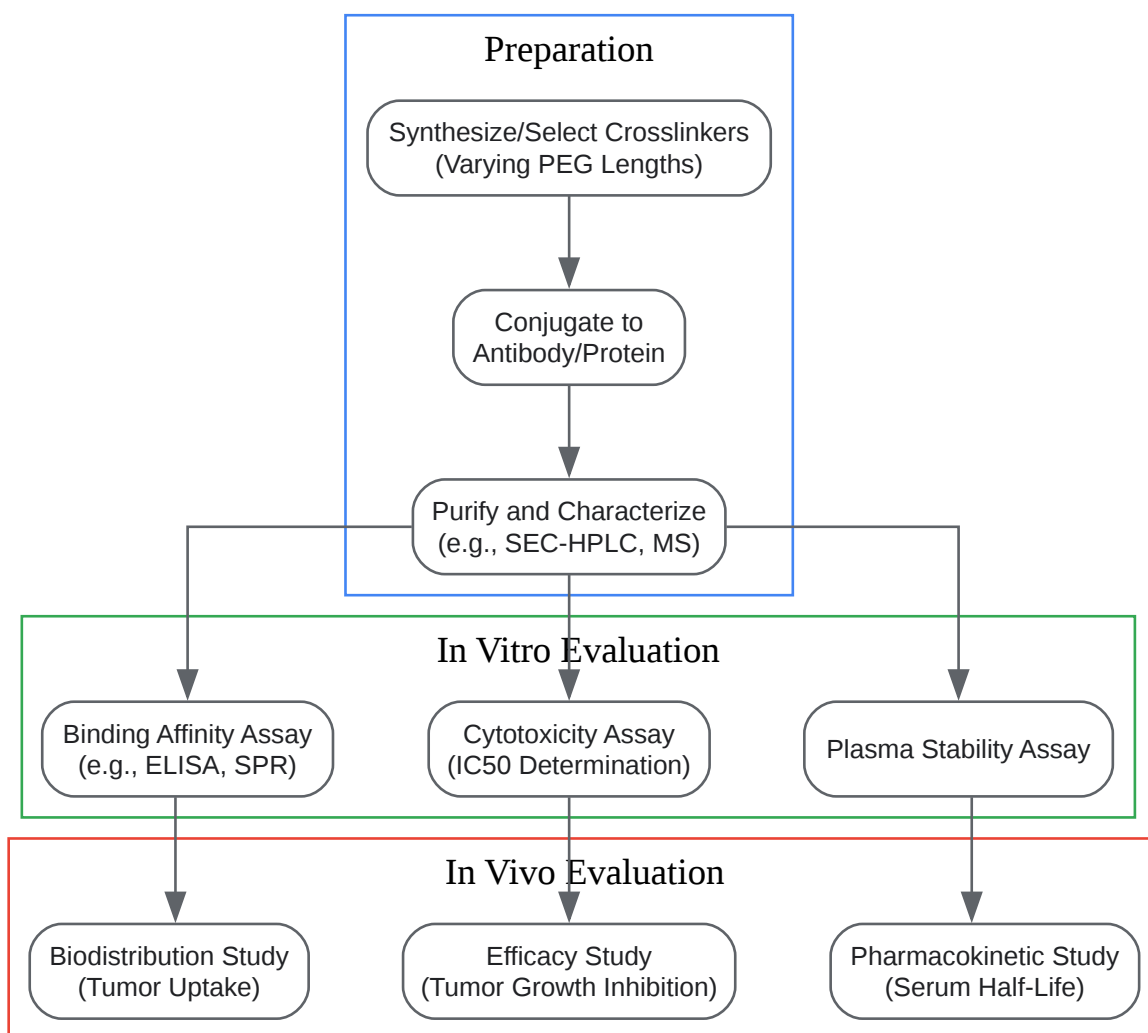 Preparation
Synthesize/Select Crosslinkers
(Varying PEG Lengths)
Conjugate to
Antibody/Protein
Purify and Characterize
(e.g., SEC-HPLC, MS)
In Vitro Evaluation
Binding Affinity Assay
(e.g., ELISA, SPR)
Cytotoxicity Assay
(IC50 Determination)
Plasma Stability Assay
In Vivo Evaluation
Biodistribution Study
(Tumor Uptake)
Efficacy Study
(Tumor Growth Inhibition)
Pharmacokinetic Study
(Serum Half-Life)